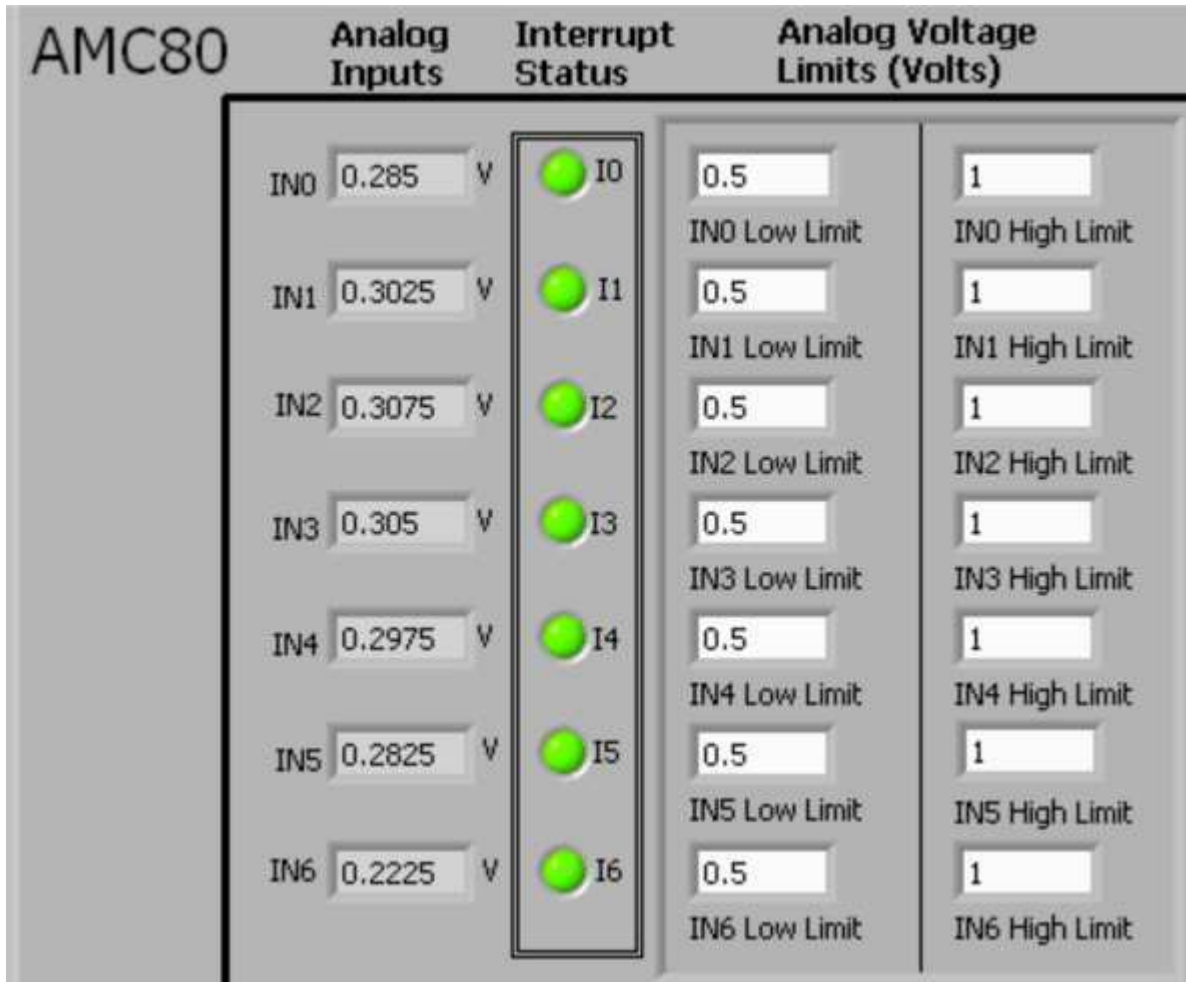 AMC80
Analog Inputs
Interrupt Status
Analog Voltage Limits (Volts)
IN0 0.285 V I0 0.5 1
IN0 Low Limit IN0 High Limit
IN1 0.3025 V I1 0.5 1
IN1 Low Limit IN1 High Limit
IN2 0.3075 V I2 0.5 1
IN2 Low Limit IN2 High Limit
IN3 0.305 V I3 0.5 1
IN3 Low Limit IN3 High Limit
IN4 0.2975 V I4 0.5 1
IN4 Low Limit IN4 High Limit
IN5 0.2825 V I5 0.5 1
IN5 Low Limit IN5 High Limit
IN6 0.2225 V I6 0.5 1
IN6 Low Limit IN6 High Limit